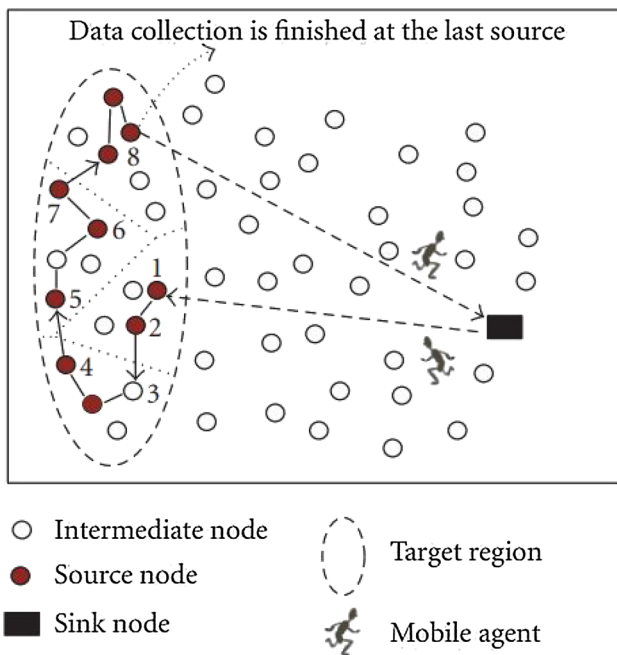 Data collection is finished at the last source
8
7
6
1
5
2
4
3
Intermediate node
Source node
Sink node
Target region
Mobile agent